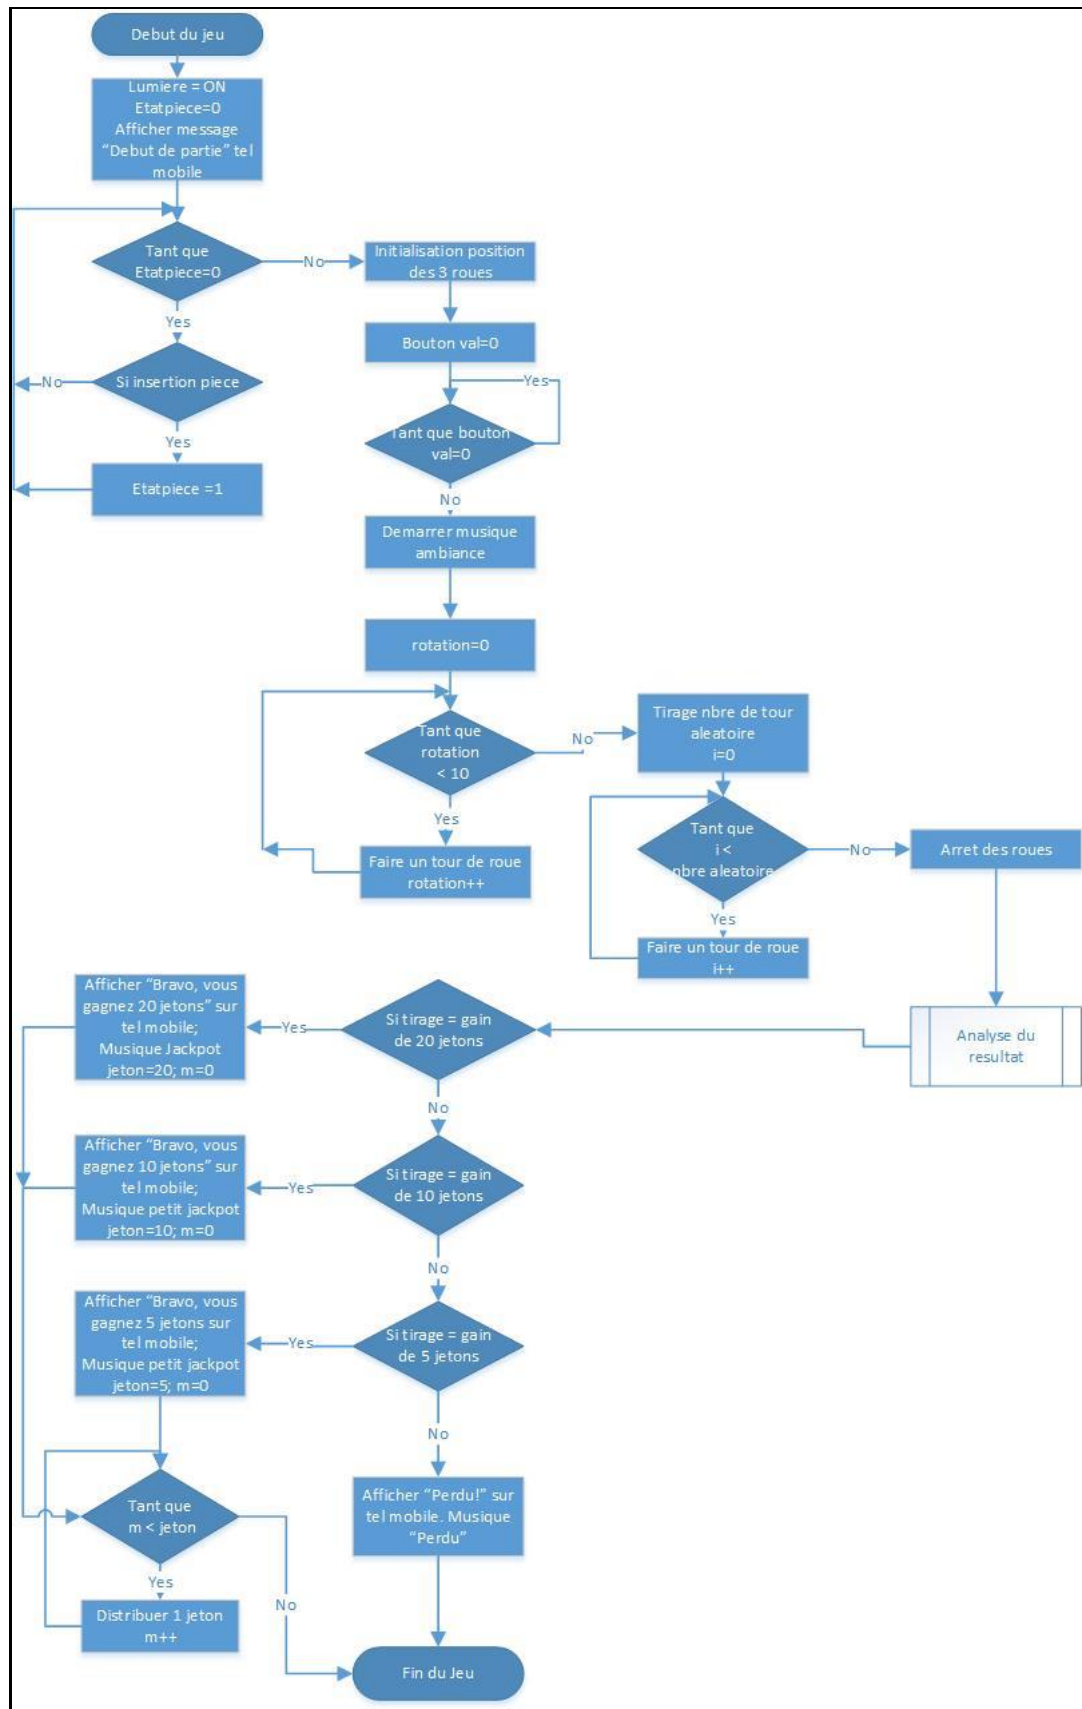 Debut du jeu
Lumiere = ON
Etatpiece=0
Afficher message
“Debut de partie” tel
mobile
Tant que
Etatpiece=0
No
Initialisation position
des 3 roues
Yes
Bouton val=0
Si insertion piece
No
Yes
Tant que bouton
val=0
Yes
Etatpiece =1
No
Demarrer musique
ambiance
rotation=0
Tant que
rotation
< 10
No
Tirage nbre de tour
aleatoire
i=0
Yes
Faire un tour de roue
rotation++
Tant que
i <
nbre aleatoire
No
Arret des roues
Yes
Faire un tour de roue
i++
Analyse du
resultat
Si tirage = gain
de 20 jetons
Yes
Afficher “Bravo, vous
gagnez 20 jetons” sur
tel mobile;
Musique Jackpot
jeton=20; m=0
No
Si tirage = gain
de 10 jetons
Yes
Afficher “Bravo, vous
gagnez 10 jetons” sur
tel mobile;
Musique petit jackpot
jeton=10; m=0
No
Si tirage = gain
de 5 jetons
Yes
Afficher “Bravo, vous
gagnez 5 jetons sur
tel mobile;
Musique petit jackpot
jeton=5; m=0
No
Afficher “Perdu!” sur
tel mobile. Musique
“Perdu”
Tant que
m < jeton
Yes
No
Distribuer 1 jeton
m++
Fin du Jeu